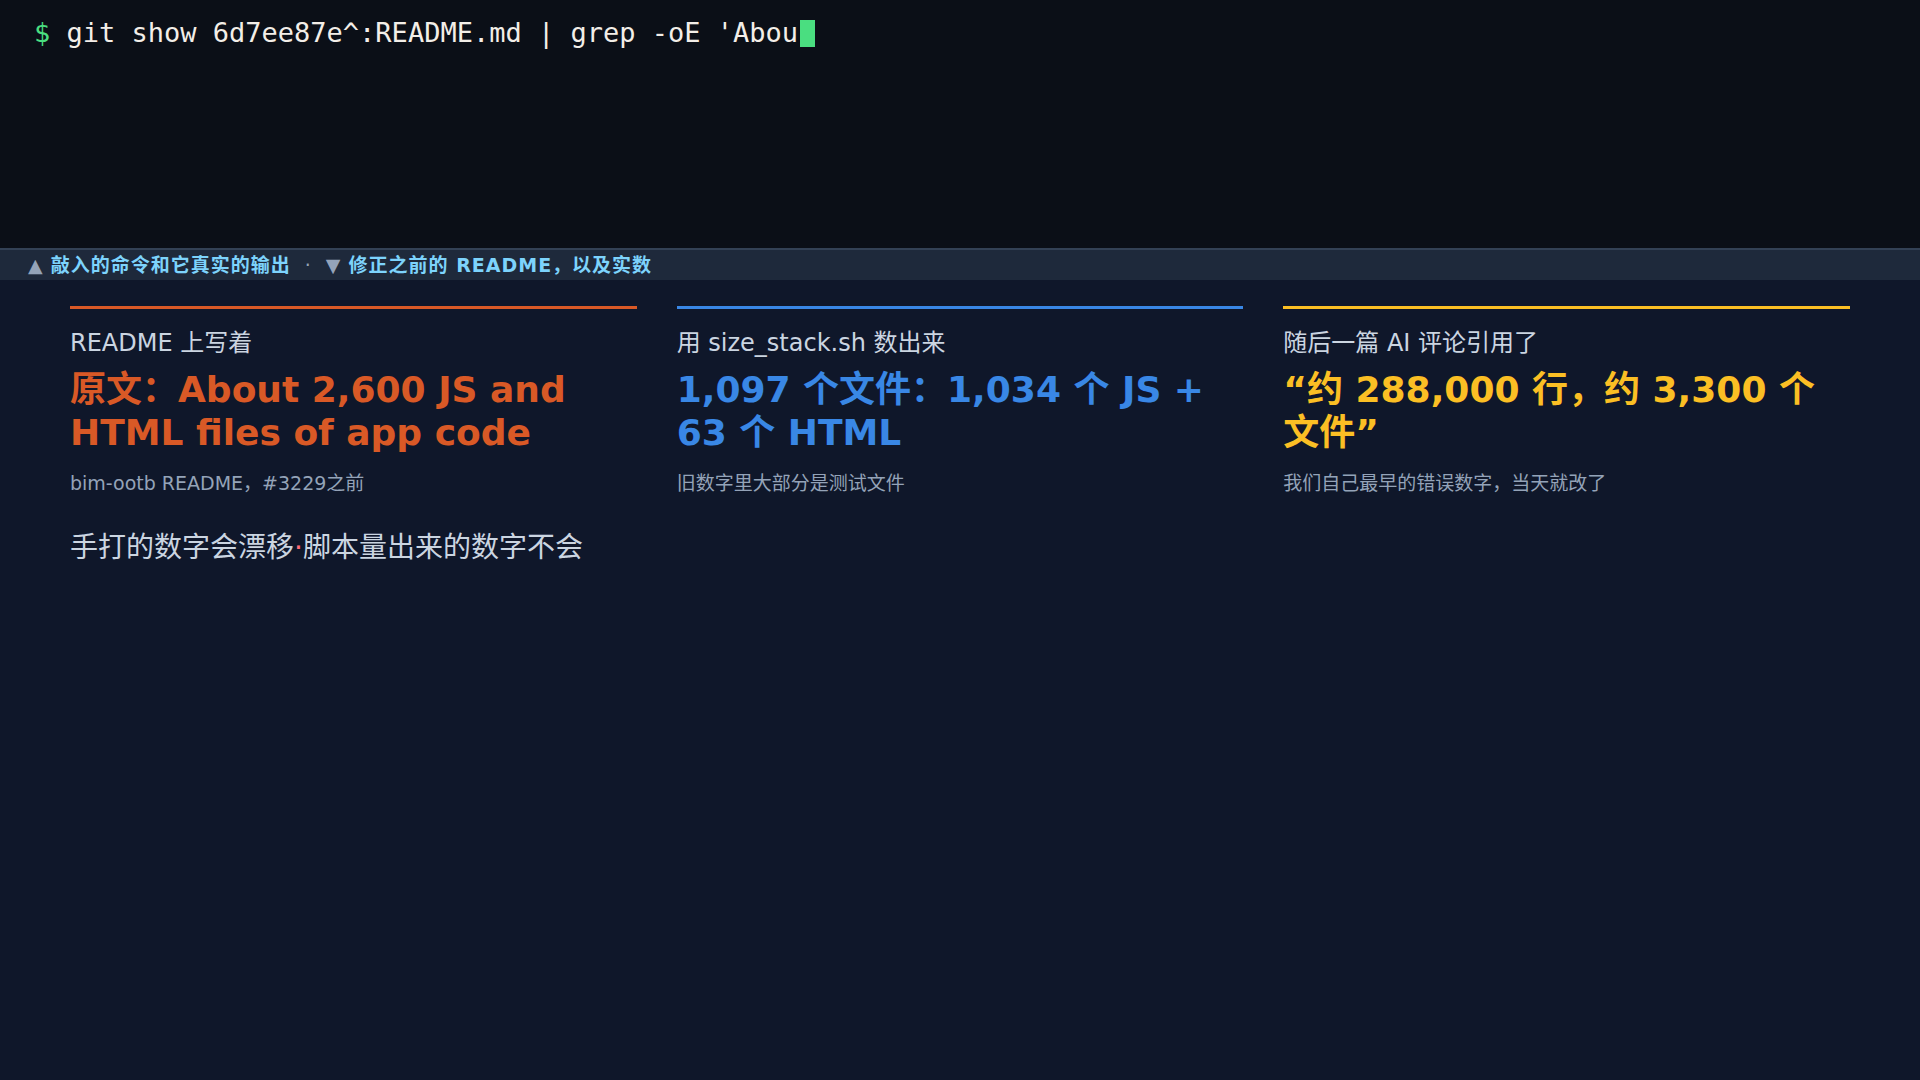 $ git show 6d7ee87e^:README.md | grep -oE 'Abou
▲ 敲入的命令和它真实的输出 · ▼ 修正之前的 README，以及实数
README 上写着
原文：About 2,600 JS and
HTML files of app code
bim-ootb README，#3229之前
用 size_stack.sh 数出来
1,097 个文件：1,034 个 JS +
63 个 HTML
旧数字里大部分是测试文件
随后一篇 AI 评论引用了
“约 288,000 行，约 3,300 个
文件”
我们自己最早的错误数字，当天就改了
手打的数字会漂移·脚本量出来的数字不会